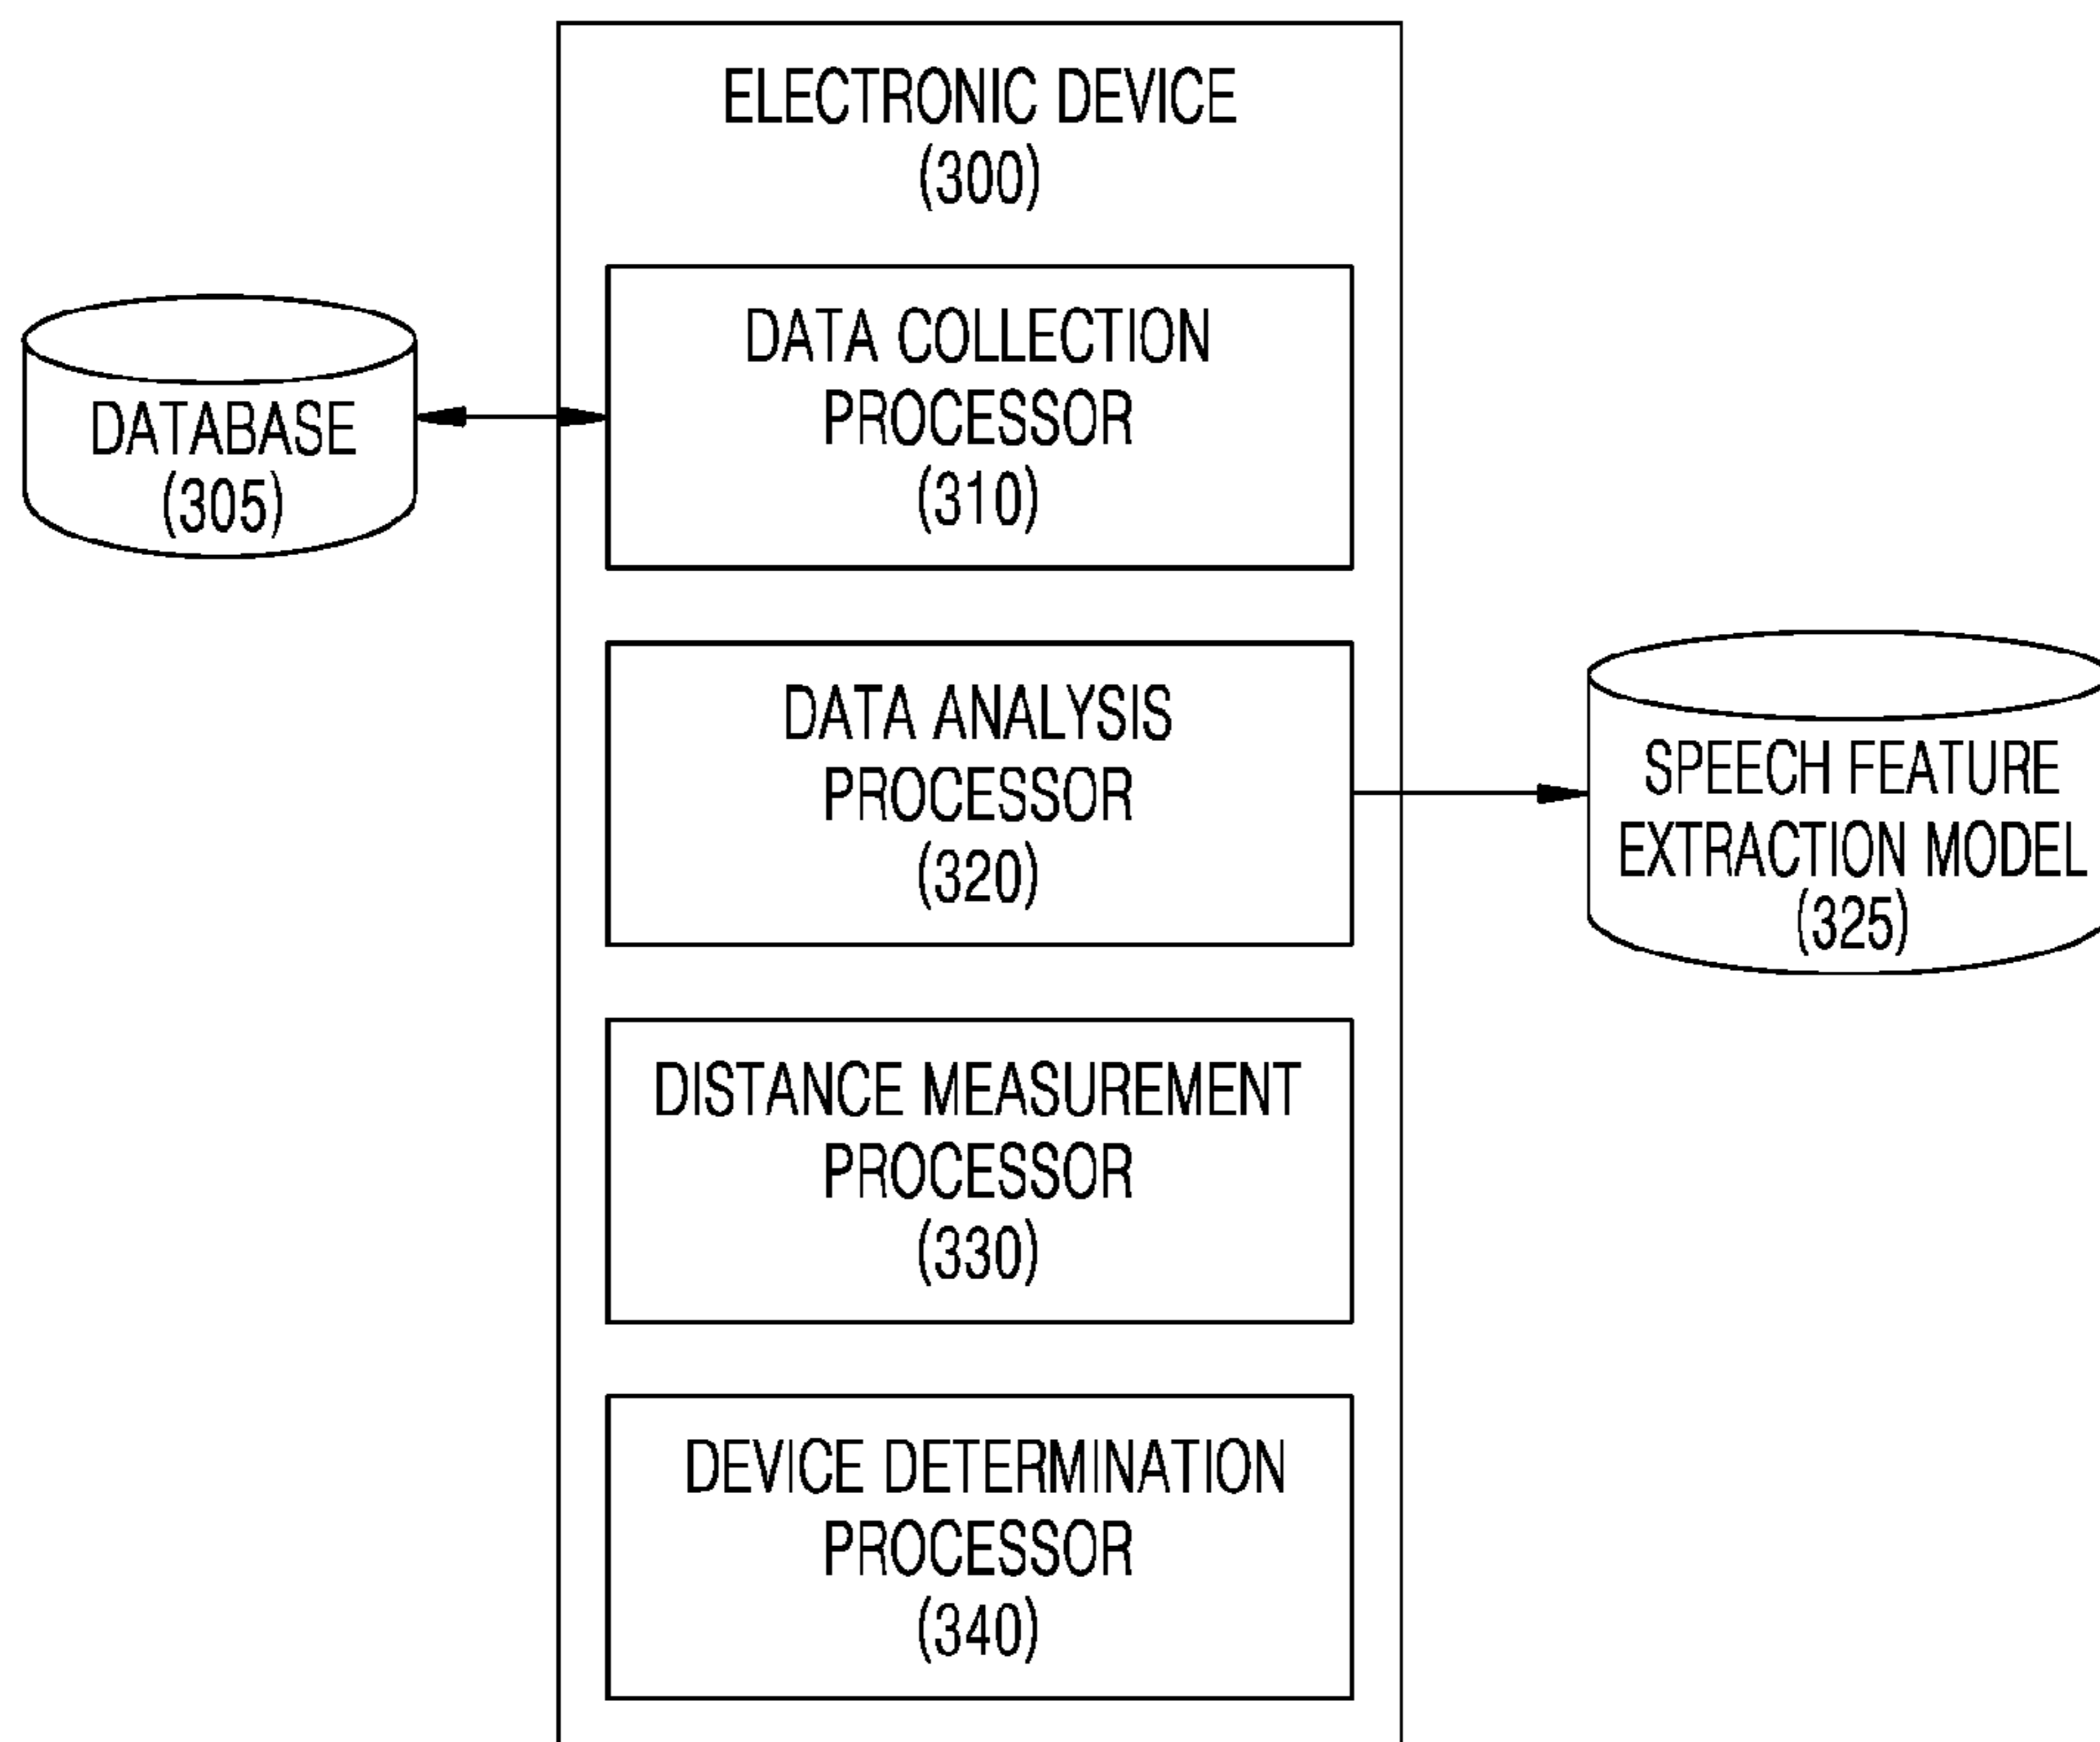 ELECTRONIC DEVICE
(300)
DATA COLLECTION
PROCESSOR
(310)
DATABASE
(305)
DATA ANALYSIS
PROCESSOR
(320)
SPEECH FEATURE
EXTRACTION MODEL
(325)
DISTANCE MEASUREMENT
PROCESSOR
(330)
DEVICE DETERMINATION
PROCESSOR
(340)